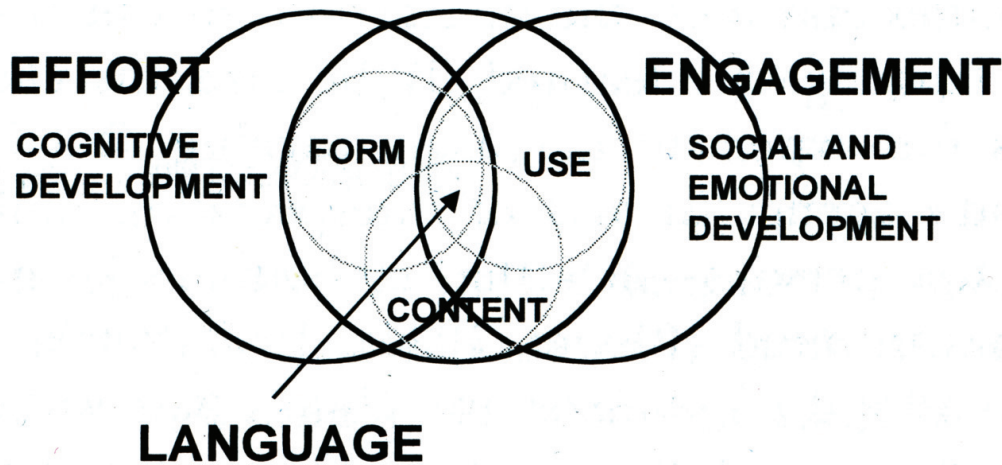 EFFORT
COGNITIVE
DEVELOPMENT
FORM
USE
CONTENT
ENGAGEMENT
SOCIAL AND
EMOTIONAL
DEVELOPMENT
LANGUAGE